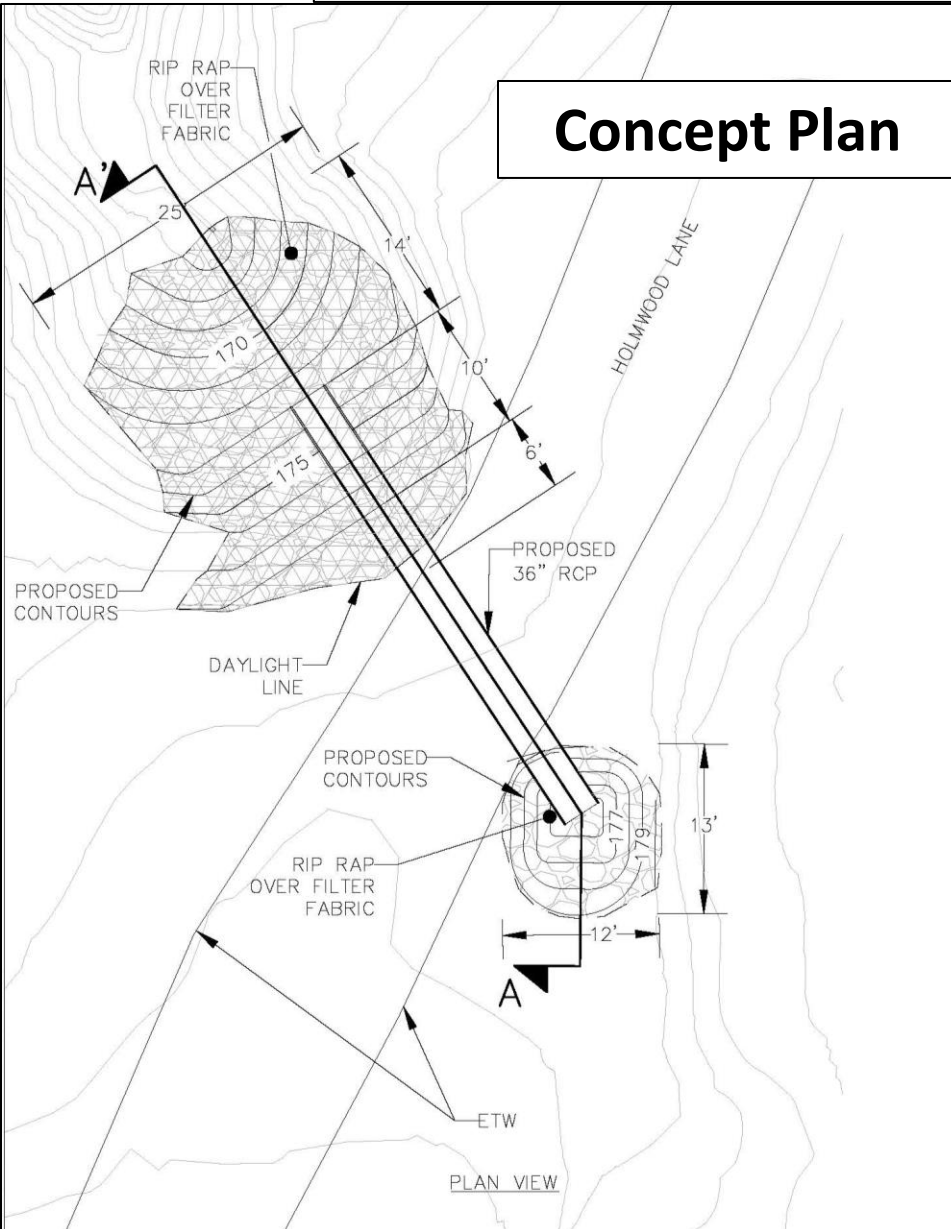 Concept Plan
RIP RAP
OVER
FILTER
FABRIC
A'
25'
14'
HOLMWOOD LANE
170
10'
175
6'
PROPOSED
36" RCP
PROPOSED
CONTOURS
DAYLIGHT
LINE
PROPOSED
CONTOURS
177
179
13'
RIP RAP
OVER FILTER
FABRIC
12'
A
ETW
PLAN VIEW